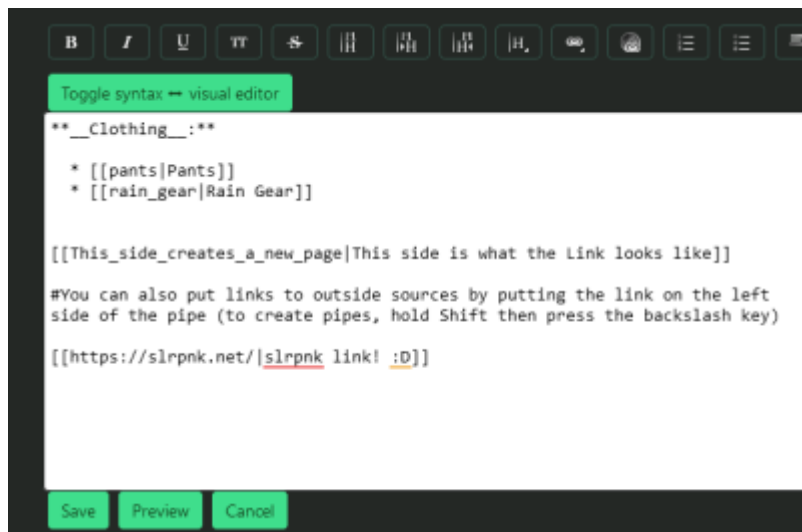 B I U TT S H H H H
Toggle syntax ↔ visual editor
**__Clothing__:**
  * [[pants|Pants]]
  * [[rain_gear|Rain Gear]]
[[This_side_creates_a_new_page|This side is what the Link looks like]]
#You can also put links to outside sources by putting the link on the left
side of the pipe (to create pipes, hold Shift then press the backslash key)
[[https://slrpnk.net/|slrpnk link! :D]]
Save Preview Cancel